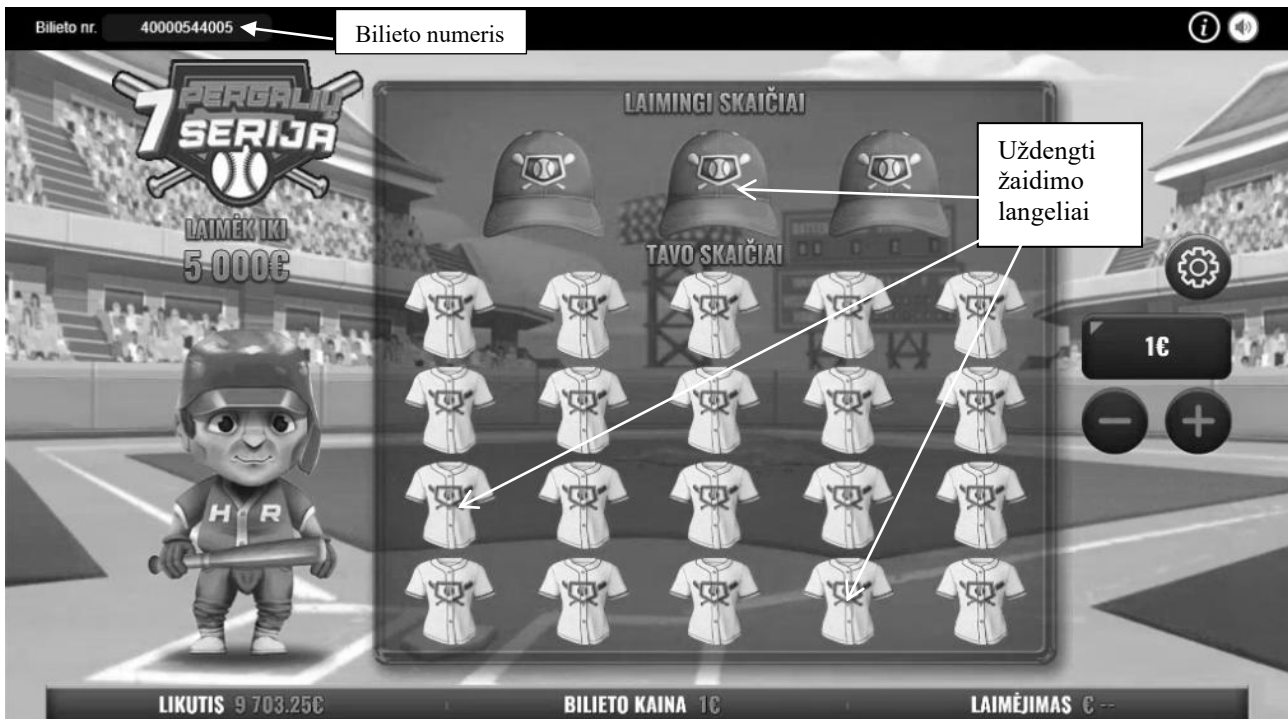 Bilieto nr. 40000544005
Bilieto numeris
7 PERGALIŲ
SERIJA
LAIMĖK IKI
5 000€
LAIMINGI SKAIČIAI
Uždengti
žaidimo
langeliai
TAVO SKAIČIAI
1€
H R
LIKUTIS 9 703.25€ BILIETO KAINA 1€ LAIMĖJIMAS € --